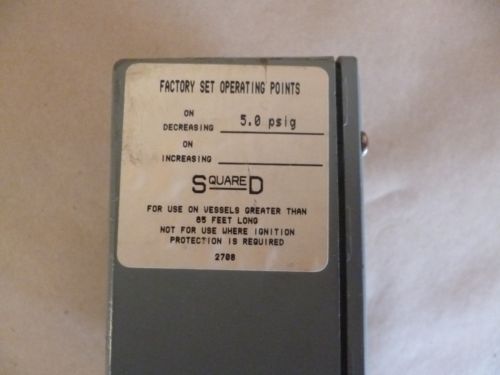 FACTORY SET OPERATING POINTS
ON
DECREASING 5.0 psig
ON
INCREASING
SQUARE D
FOR USE ON VESSELS GREATER THAN
65 FEET LONG
NOT FOR USE WHERE IGNITION
PROTECTION IS REQUIRED
2708